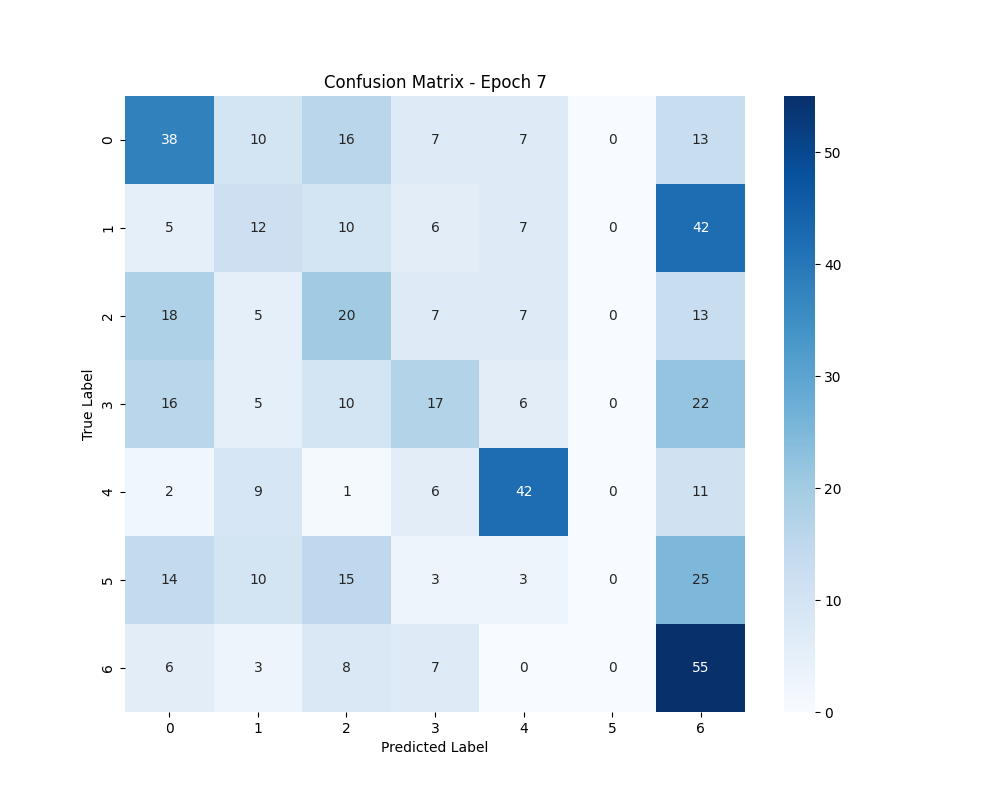 Confusion Matrix - Epoch 7
0 38 10 16 7 7 0 13
1 5 12 10 6 7 0 42
2 18 5 20 7 7 0 13
3 16 5 10 17 6 0 22
4 2 9 1 6 42 0 11
5 14 10 15 3 3 0 25
6 6 3 8 7 0 0 55
0 1 2 3 4 5 6
Predicted Label
True Label
50
40
30
20
10
0